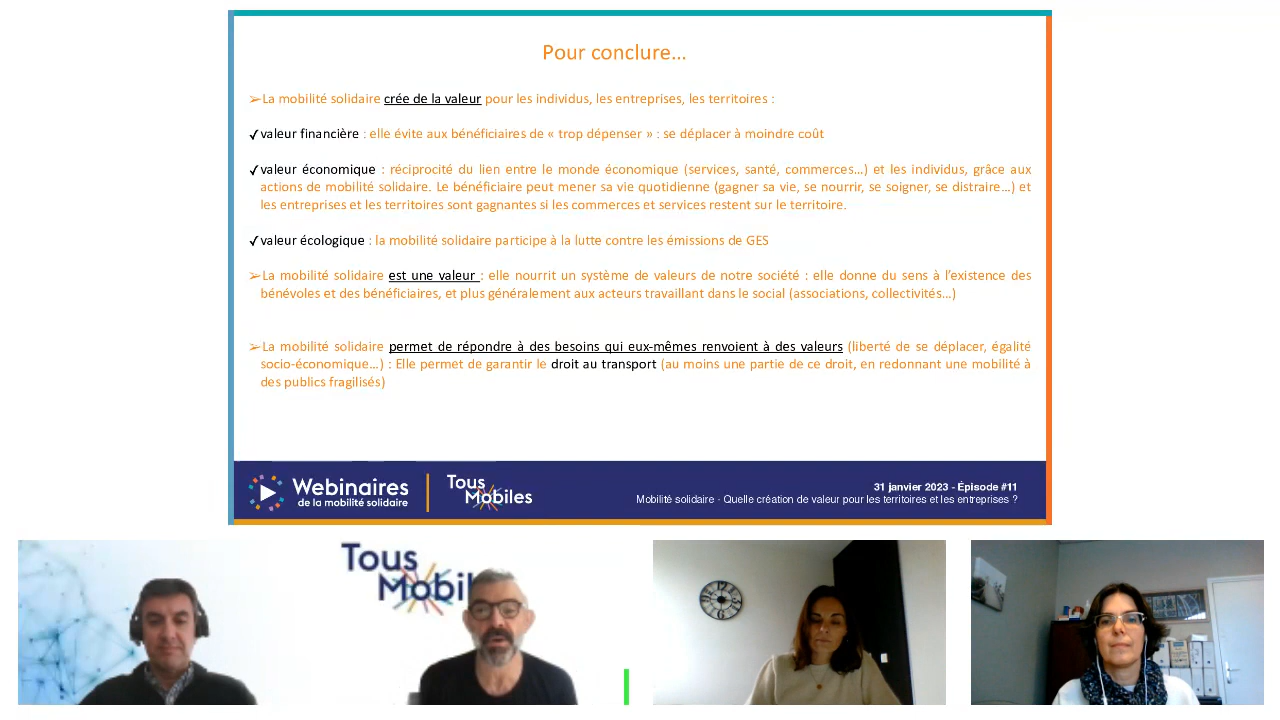 Pour conclure...
➢La mobilité solidaire crée de la valeur pour les individus, les entreprises, les territoires :
✓valeur financière : elle évite aux bénéficiaires de « trop dépenser » : se déplacer à moindre coût
✓valeur économique : réciprocité du lien entre le monde économique (services, santé, commerces...) et les individus, grâce aux
actions de mobilité solidaire. Le bénéficiaire peut mener sa vie quotidienne (gagner sa vie, se nourrir, se soigner, se distraire...) et
les entreprises et les territoires sont gagnantes si les commerces et services restent sur le territoire.
✓valeur écologique : la mobilité solidaire participe à la lutte contre les émissions de GES
➢La mobilité solidaire est une valeur : elle nourrit un système de valeurs de notre société : elle donne du sens à l'existence des
bénévoles et des bénéficiaires, et plus généralement aux acteurs travaillant dans le social (associations, collectivités...)
➢La mobilité solidaire permet de répondre à des besoins qui eux-mêmes renvoient à des valeurs (liberté de se déplacer, égalité
socio-économique...) : Elle permet de garantir le droit au transport (au moins une partie de ce droit, en redonnant une mobilité à
des publics fragilisés)
Webinaires
de la mobilité solidaire
Tous
Mobiles
31 janvier 2023 - Épisode #11
Mobilité solidaire - Quelle création de valeur pour les territoires et les entreprises ?
Tous
Mobil